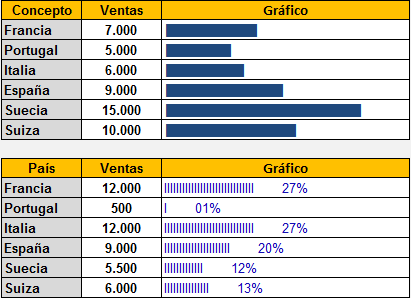 Concepto Ventas Gráfico
Francia 7.000
Portugal 5.000
Italia 6.000
España 9.000
Suecia 15.000
Suiza 10.000
País Ventas Gráfico
Francia 12.000 27%
Portugal 500 01%
Italia 12.000 27%
España 9.000 20%
Suecia 5.500 12%
Suiza 6.000 13%